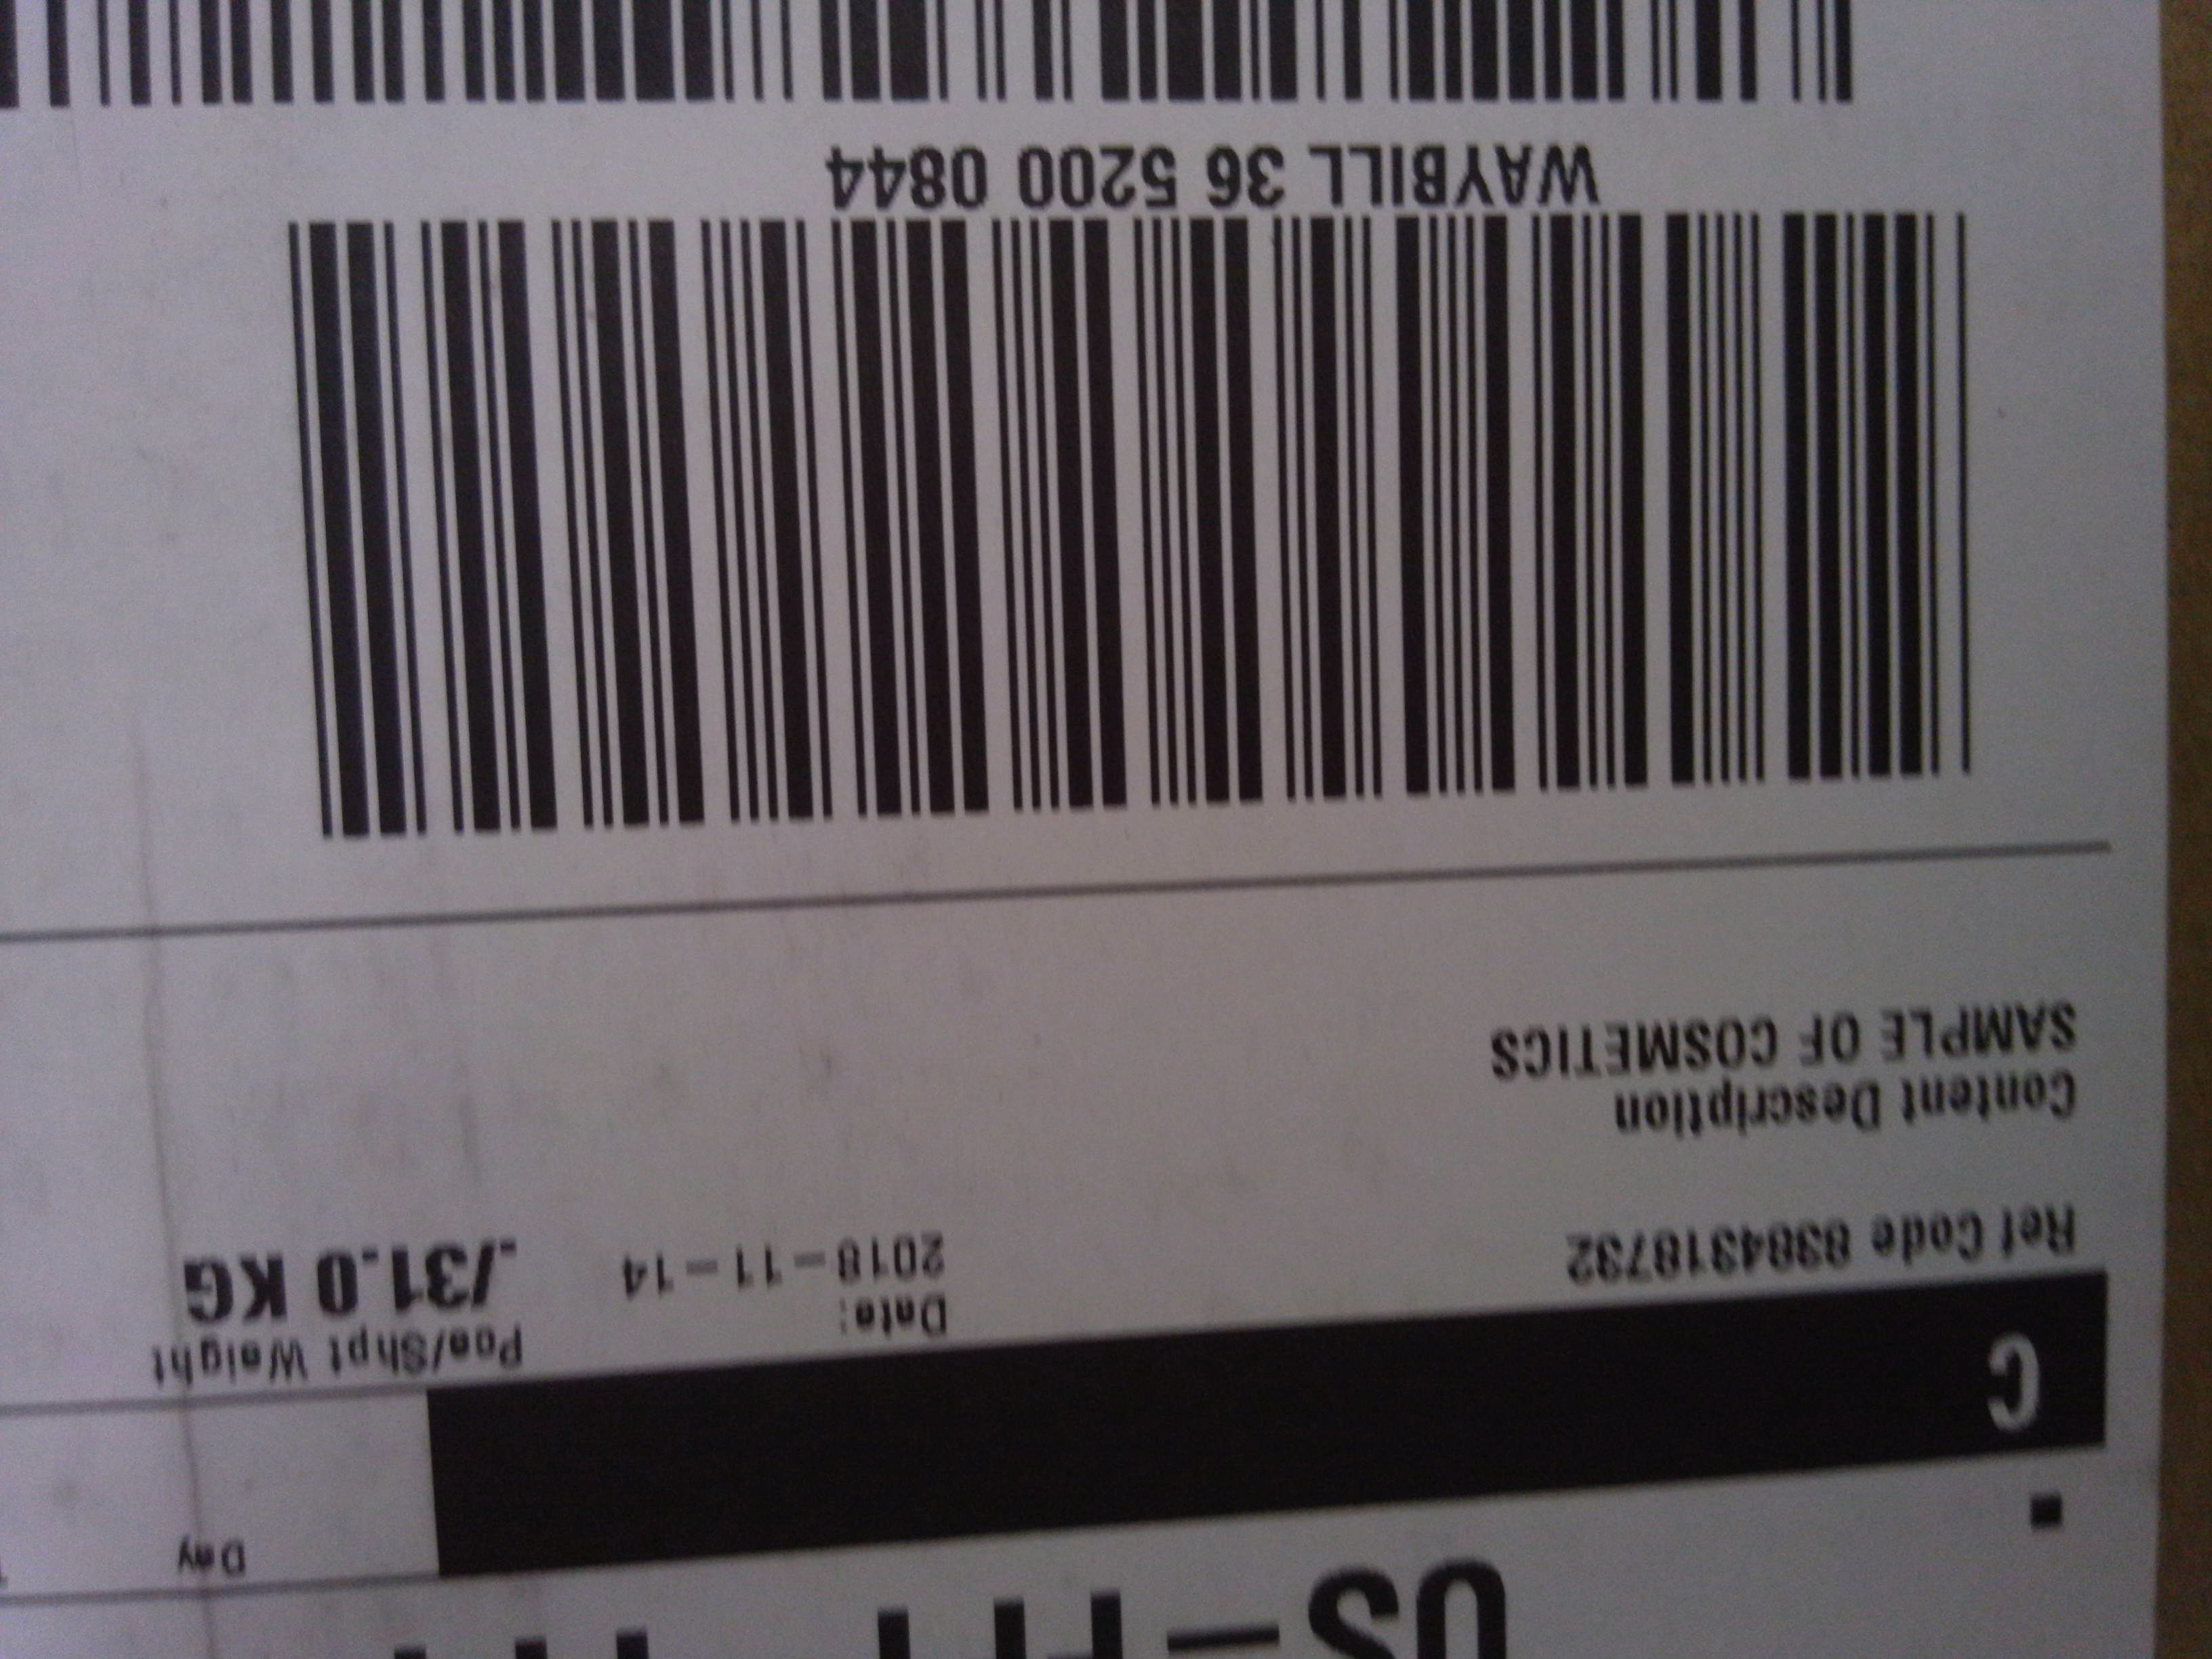 Day
C
Pce/Shpt Weight
./31.0 KG
Date:
2018-11-14
Ref Code 8384318732
Content Description
SAMPLE OF COSMETICS
WAYBILL 36 5200 0844